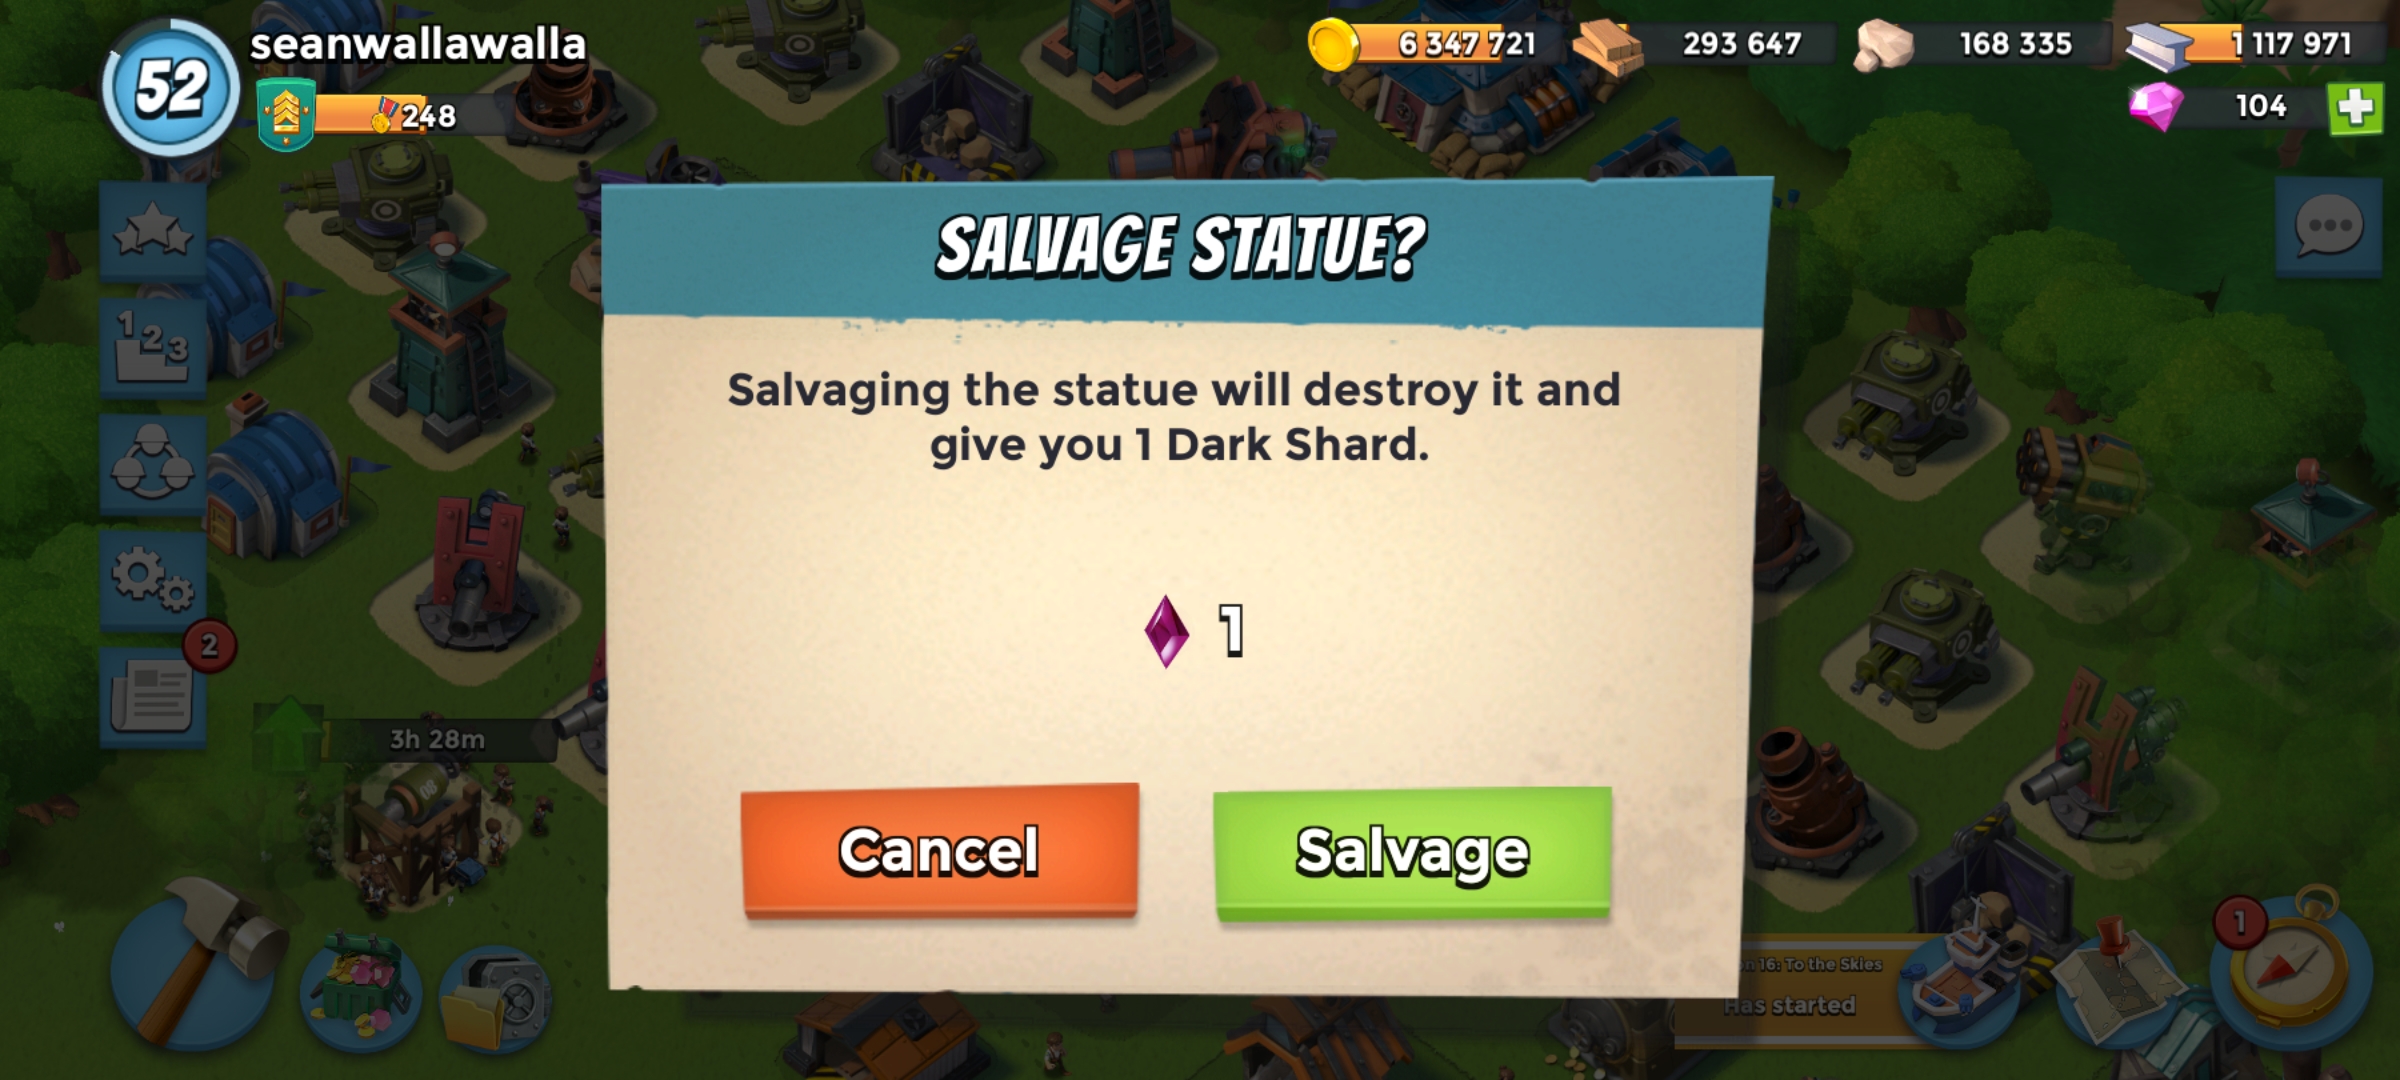 52
seanwallawalla
248
6 347 721
293 647
168 335
1 117 971
104
1 2 3
2
3h 28m
08
SALVAGE STATUE?
Salvaging the statue will destroy it and
give you 1 Dark Shard.
1
Cancel
Salvage
n 16: To the Skies
Has started
1